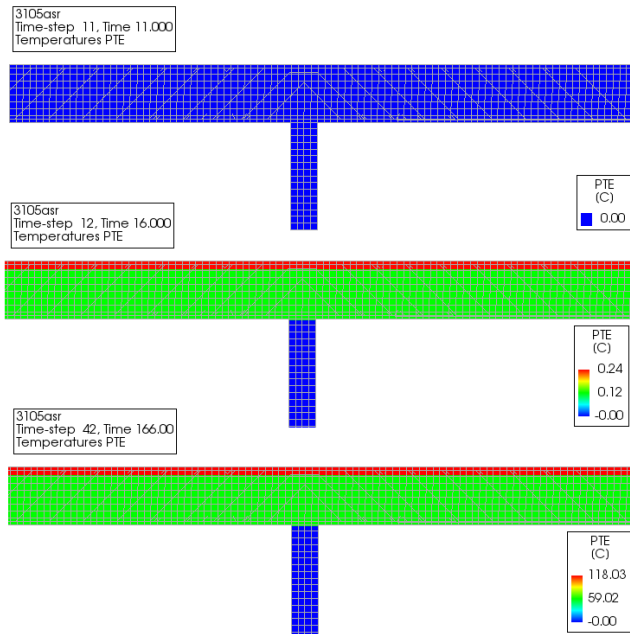 3105asr
Time-step 11, Time 11.000
Temperatures PTE
PTE
(C)
0.00
3105asr
Time-step 12, Time 16.000
Temperatures PTE
PTE
(C)
0.24
0.12
-0.00
3105asr
Time-step 42, Time 166.00
Temperatures PTE
PTE
(C)
118.03
59.02
-0.00